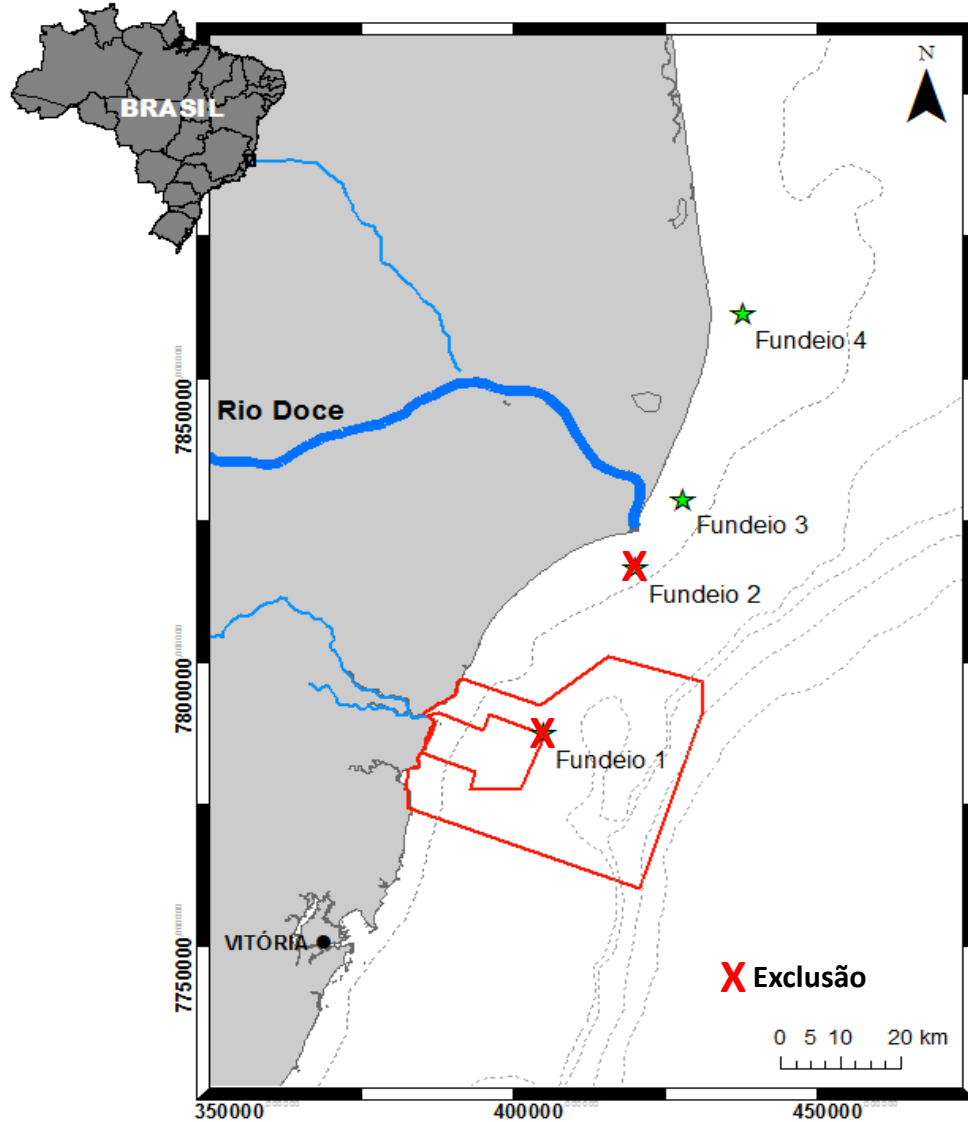 BRASIL
N
Fundeio 4
7850000
Rio Doce
Fundeio 3
X
Fundeio 2
7800000
X
Fundeio 1
VITÓRIA
7750000
X Exclusão
0 5 10 20 km
350000
400000
450000